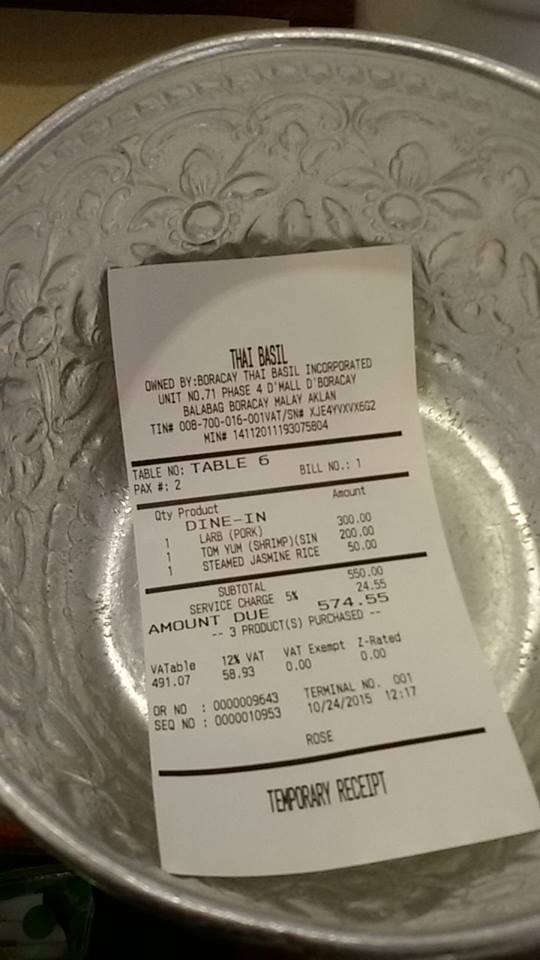 THAI BASIL
OWNED BY:BORACAY THAI BASIL INCORPORATED
UNIT NO.71 PHASE 4 D'MALL D'BORACAY
BALABAG BORACAY MALAY AKLAN
TIN# 008-700-016-001VAT/SN# XJE4YVXVX6G2
MIN# 14112011193075804
TABLE NO: TABLE 6
PAX #: 2 BILL NO.: 1
Qty Product Amount
DINE-IN
1 LARB (PORK) 300.00
1 TOM YUM (SHRIMP)(SIN 200.00
1 STEAMED JASMINE RICE 50.00
SUBTOTAL 550.00
SERVICE CHARGE 5% 24.55
AMOUNT DUE 574.55
-- 3 PRODUCT(S) PURCHASED --
VATable 12% VAT VAT Exempt Z-Rated
491.07 58.93 0.00 0.00
OR NO : 0000009643 TERMINAL NO. 001
SEQ NO : 0000010953 10/24/2015 12:17
ROSE
TEMPORARY RECEIPT